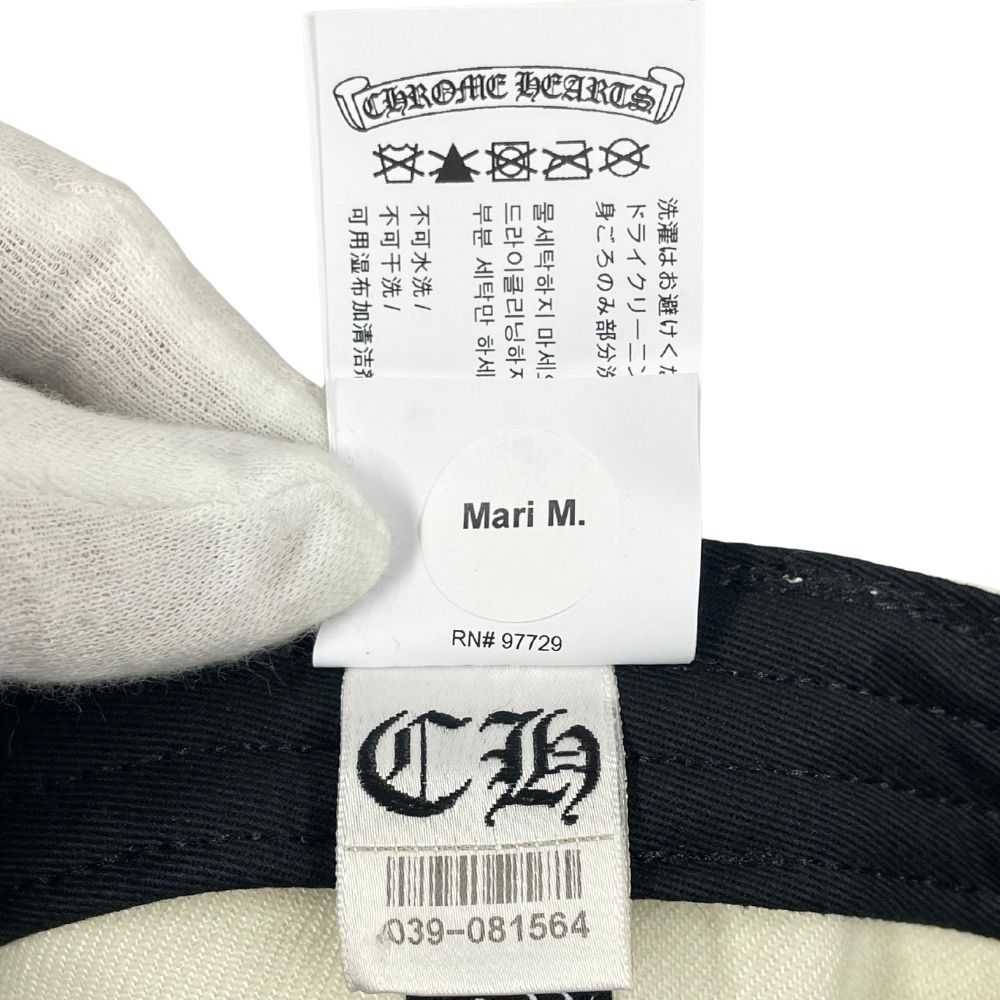 CHROME HEARTS
洗濯はお避けくた
ドライクリーニン
身ごろのみ部分洗
물세탁하지 마세요
드라이클리닝하지
부분 세탁만 하세
不可水洗 /
不可干洗 /
可用湿布加清洁剂
Mari M.
RN# 97729
CH
039-081564